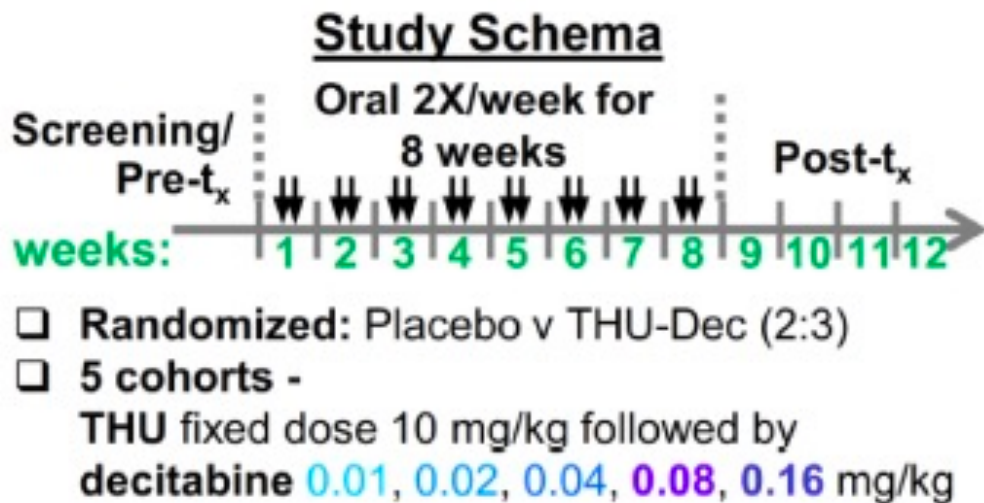 Study Schema
Oral 2X/week for
8 weeks
Screening/
Pre-tx
Post-tx
weeks: 1 2 3 4 5 6 7 8 9 10 11 12
❑ Randomized: Placebo v THU-Dec (2:3)
❑ 5 cohorts -
THU fixed dose 10 mg/kg followed by
decitabine 0.01, 0.02, 0.04, 0.08, 0.16 mg/kg